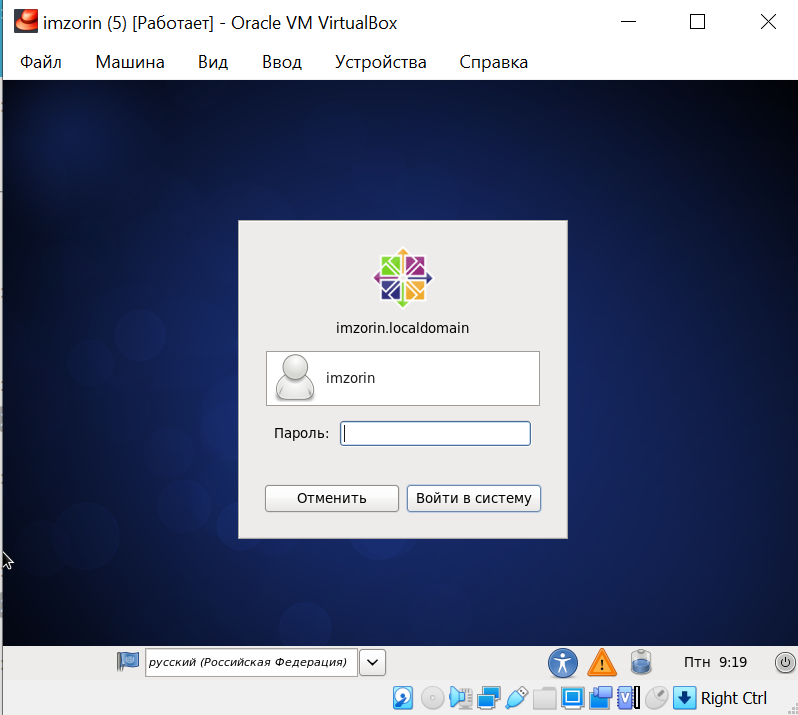 imzorin (5) [Работает] - Oracle VM VirtualBox
Файл Машина Вид Ввод Устройства Справка
imzorin.localdomain
imzorin
Пароль:
Отменить Войти в систему
русский (Российская Федерация) Птн 9:19
Right Ctrl